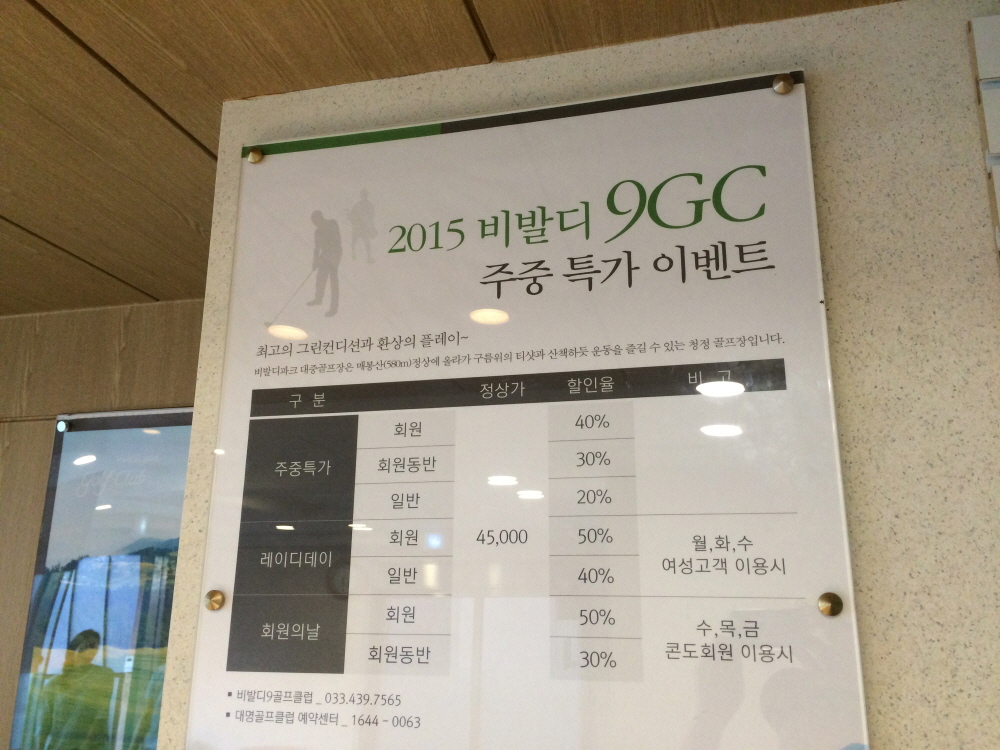 2015 비발디 9GC
주중 특가 이벤트
최고의 그린컨디션과 환상의 플레이~
비발디파크 대중골프장은 매봉산(580m)정상에 올라가 구름위의 티샷과 산책하듯 운동을 즐길 수 있는 청정 골프장입니다.
구 분 정상가 할인율 비 고
주중특가 회원 40%
회원동반 30%
일반 20%
레이디데이 회원 45,000 50% 월,화,수
여성고객 이용시
일반 40%
회원의날 회원 50% 수,목,금
콘도회원 이용시
회원동반 30%
▪ 비발디9골프클럽 _ 033.439.7565
▪ 대명골프클럽 예약센터 _ 1644 - 0063